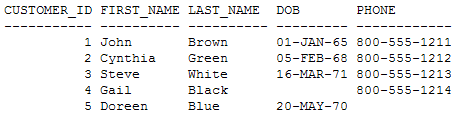 CUSTOMER_ID FIRST_NAME LAST_NAME  DOB       PHONE
----------- ---------- ---------- --------- ------------
          1 John       Brown      01-JAN-65 800-555-1211
          2 Cynthia    Green      05-FEB-68 800-555-1212
          3 Steve      White      16-MAR-71 800-555-1213
          4 Gail       Black                800-555-1214
          5 Doreen     Blue       20-MAY-70